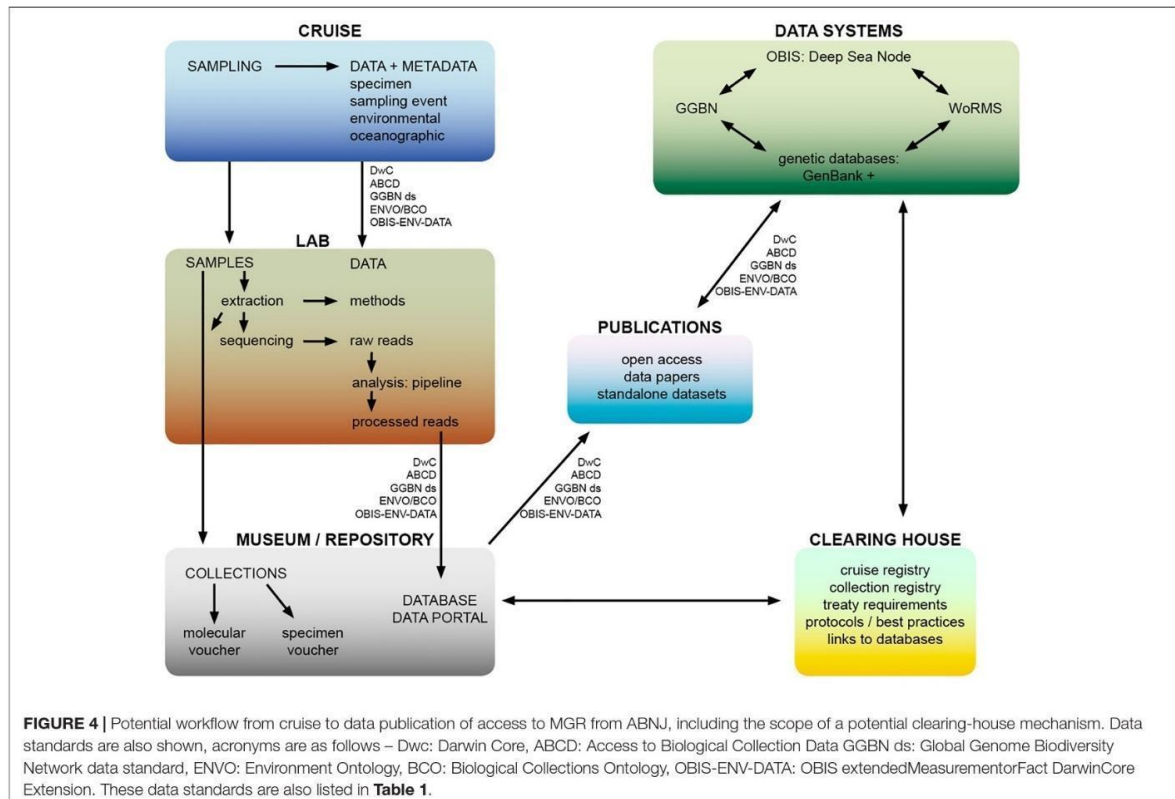 CRUISE
SAMPLING
DATA + METADATA
specimen
sampling event
environmental
oceanographic
DwC
ABCD
GGBN ds
ENVO/BCO
OBIS-ENV-DATA
LAB
SAMPLES
DATA
extraction
methods
sequencing
raw reads
analysis: pipeline
processed reads
DwC
ABCD
GGBN ds
ENVO/BCO
OBIS-ENV-DATA
MUSEUM / REPOSITORY
COLLECTIONS
molecular
voucher
specimen
voucher
DATABASE
DATA PORTAL
DwC
ABCD
GGBN ds
ENVO/BCO
OBIS-ENV-DATA
PUBLICATIONS
open access
data papers
standalone datasets
DwC
ABCD
GGBN ds
ENVO/BCO
OBIS-ENV-DATA
DATA SYSTEMS
OBIS: Deep Sea Node
GGBN
WoRMS
genetic databases:
GenBank +
CLEARING HOUSE
cruise registry
collection registry
treaty requirements
protocols / best practices
links to databases
FIGURE 4 | Potential workflow from cruise to data publication of access to MGR from ABNJ, including the scope of a potential clearing-house mechanism. Data
standards are also shown, acronyms are as follows – Dwc: Darwin Core, ABCD: Access to Biological Collection Data GGBN ds: Global Genome Biodiversity
Network data standard, ENVO: Environment Ontology, BCO: Biological Collections Ontology, OBIS-ENV-DATA: OBIS extendedMeasurementorFact DarwinCore
Extension. These data standards are also listed in Table 1.